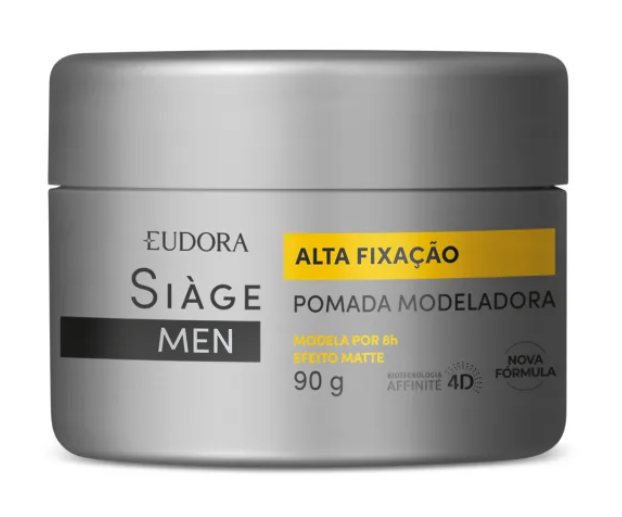 EUDORA
SIÀGE
MEN
ALTA FIXAÇÃO
POMADA MODELADORA
MODELA POR 8h
EFEITO MATTE
90 g
BIOTECNOLOGIA
AFFINITÉ 4D
NOVA
FÓRMULA